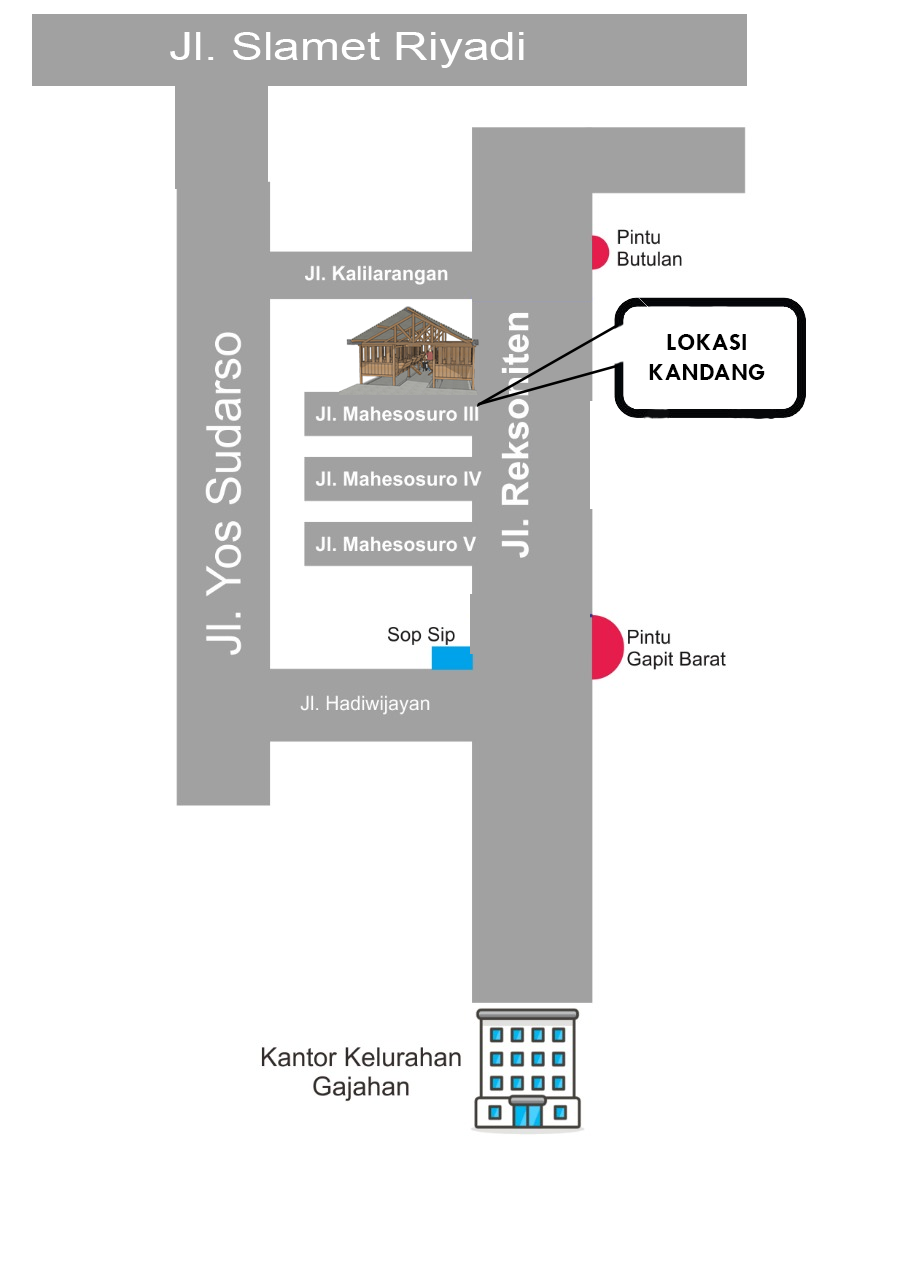 Jl. Slamet Riyadi
Pintu
Butulan
Jl. Kalilarangan
LOKASI
KANDANG
Jl. Yos Sudarso
Jl. Reksoniten
Jl. Mahesosuro III
Jl. Mahesosuro IV
Jl. Mahesosuro V
Sop Sip
Pintu
Gapit Barat
Jl. Hadiwijayan
Kantor Kelurahan
Gajahan